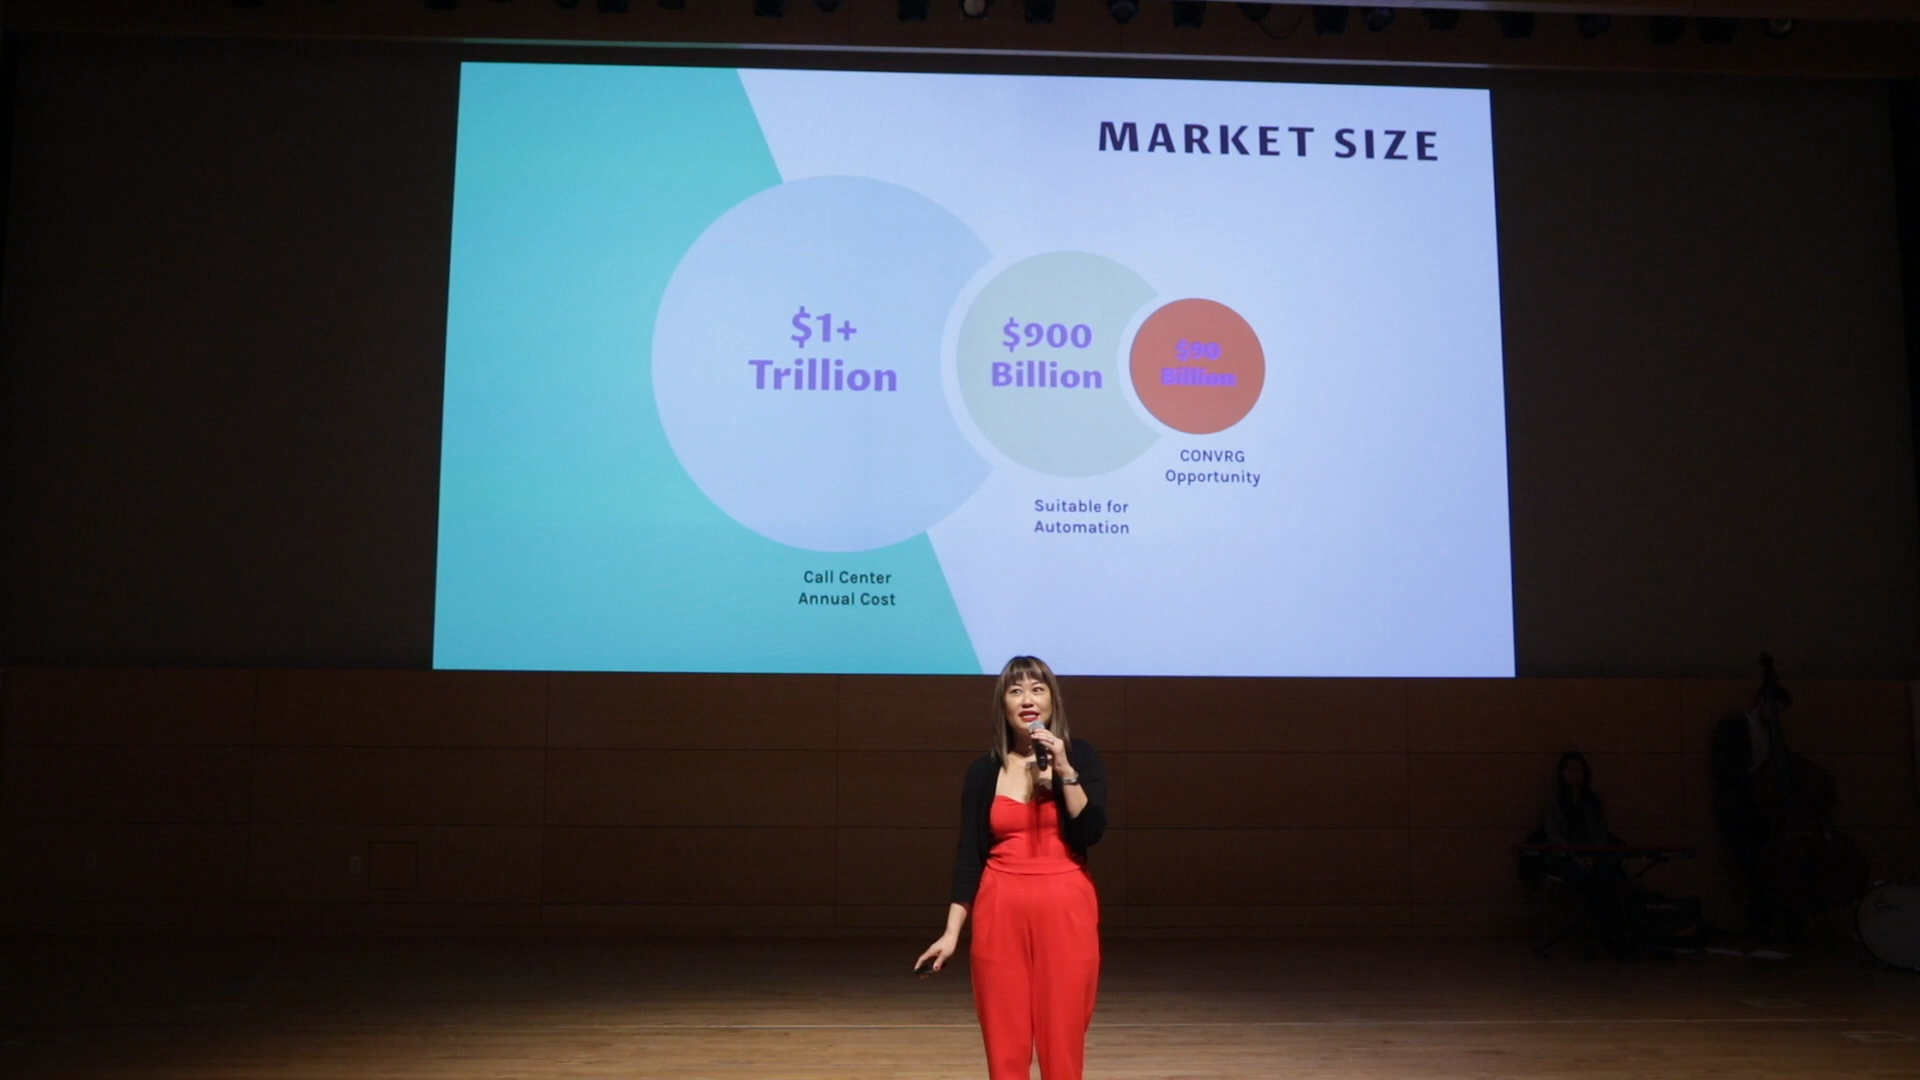 MARKET SIZE
$1+
Trillion
$900
Billion
$90
Billion
CONVRG
Opportunity
Suitable for
Automation
Call Center
Annual Cost